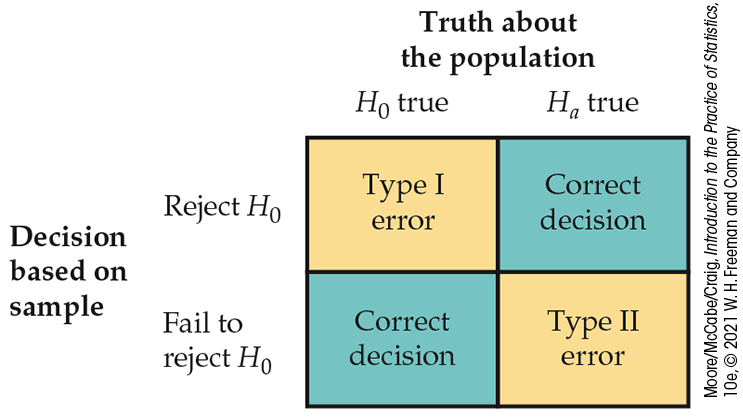 Truth about
the population
H₀ true
Hₐ true
Decision
based on
sample
Reject H₀
Type I
error
Correct
decision
Fail to
reject H₀
Correct
decision
Type II
error
Moore/McCabe/Craig, Introduction to the Practice of Statistics,
10e, © 2021 W. H. Freeman and Company